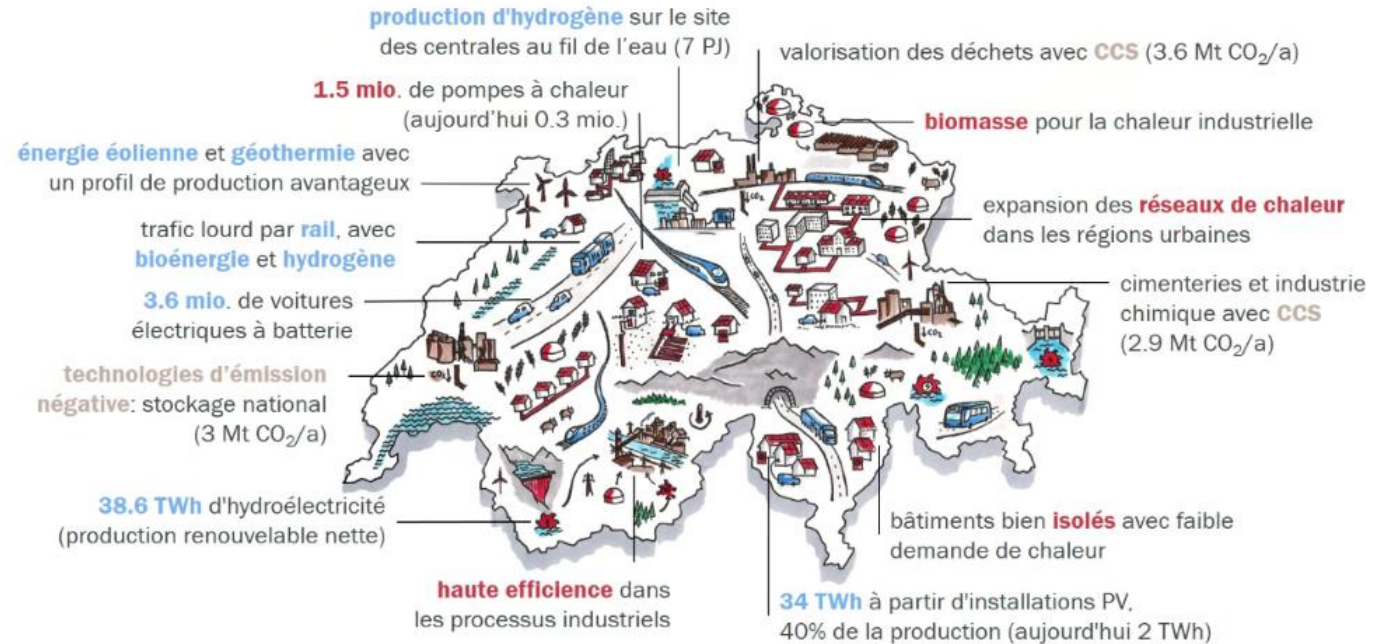 production d'hydrogène sur le site
des centrales au fil de l'eau (7 PJ)
valorisation des déchets avec CCS (3.6 Mt CO₂/a)
1.5 mio. de pompes à chaleur
(aujourd'hui 0.3 mio.)
biomasse pour la chaleur industrielle
énergie éolienne et géothermie avec
un profil de production avantageux
expansion des réseaux de chaleur
dans les régions urbaines
trafic lourd par rail, avec
bioénergie et hydrogène
cimenteries et industrie
chimique avec CCS
(2.9 Mt CO₂/a)
3.6 mio. de voitures
électriques à batterie
technologies d'émission
négative: stockage national
(3 Mt CO₂/a)
38.6 TWh d'hydroélectricité
(production renouvelable nette)
bâtiments bien isolés avec faible
demande de chaleur
haute efficience dans
les processus industriels
34 TWh à partir d'installations PV,
40% de la production (aujourd'hui 2 TWh)
CO₂
CO₂
CO₂